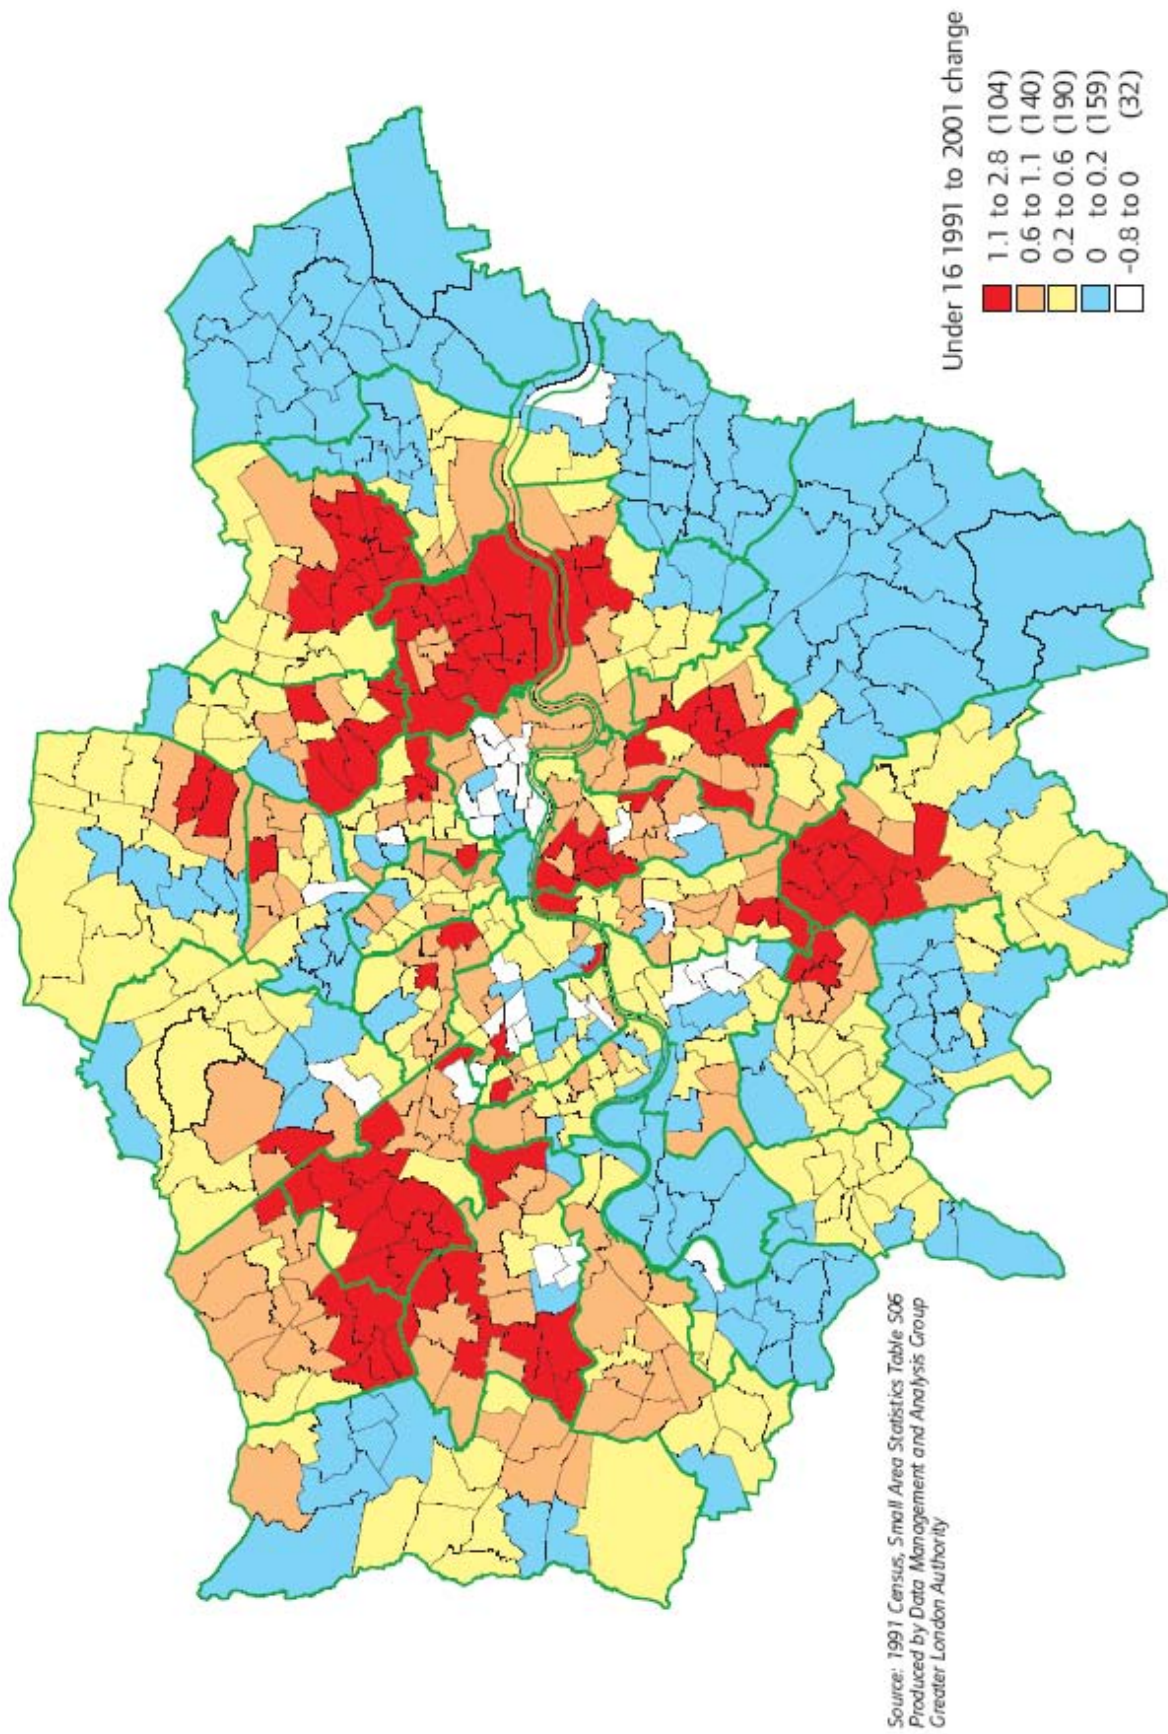 Under 16 1991 to 2001 change
1.1 to 2.8 (104)
0.6 to 1.1 (140)
0.2 to 0.6 (190)
0 to 0.2 (159)
-0.8 to 0 (32)
Source: 1991 Census, Small Area Statistics Table S06
Produced by Data Management and Analysis Group
Greater London Authority